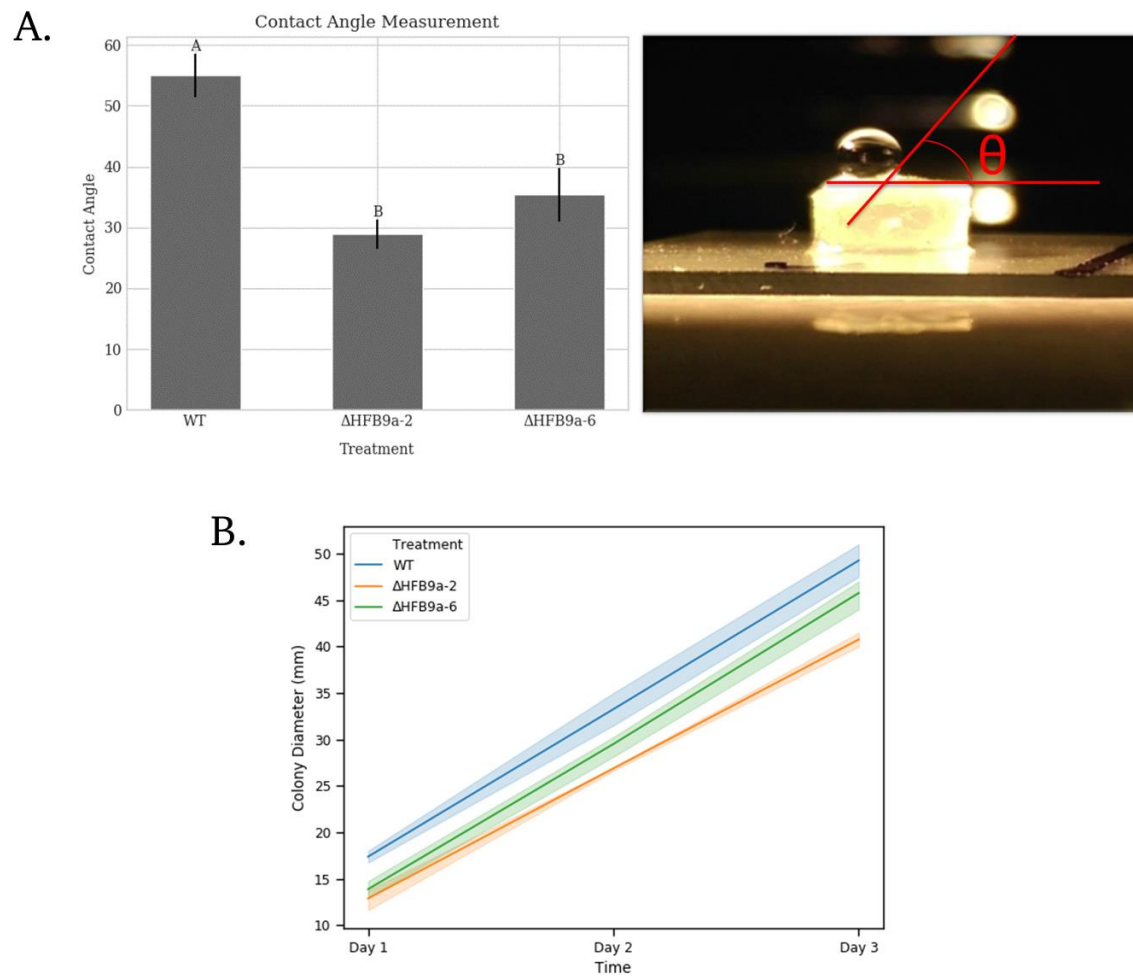 A.
Contact Angle Measurement
60
50
40
30
20
10
0
Contact Angle
A
B
B
WT
ΔHFB9a-2
ΔHFB9a-6
Treatment
θ
B.
Treatment
WT
ΔHFB9a-2
ΔHFB9a-6
50
45
40
35
30
25
20
15
10
Colony Diameter (mm)
Day 1
Day 2
Day 3
Time